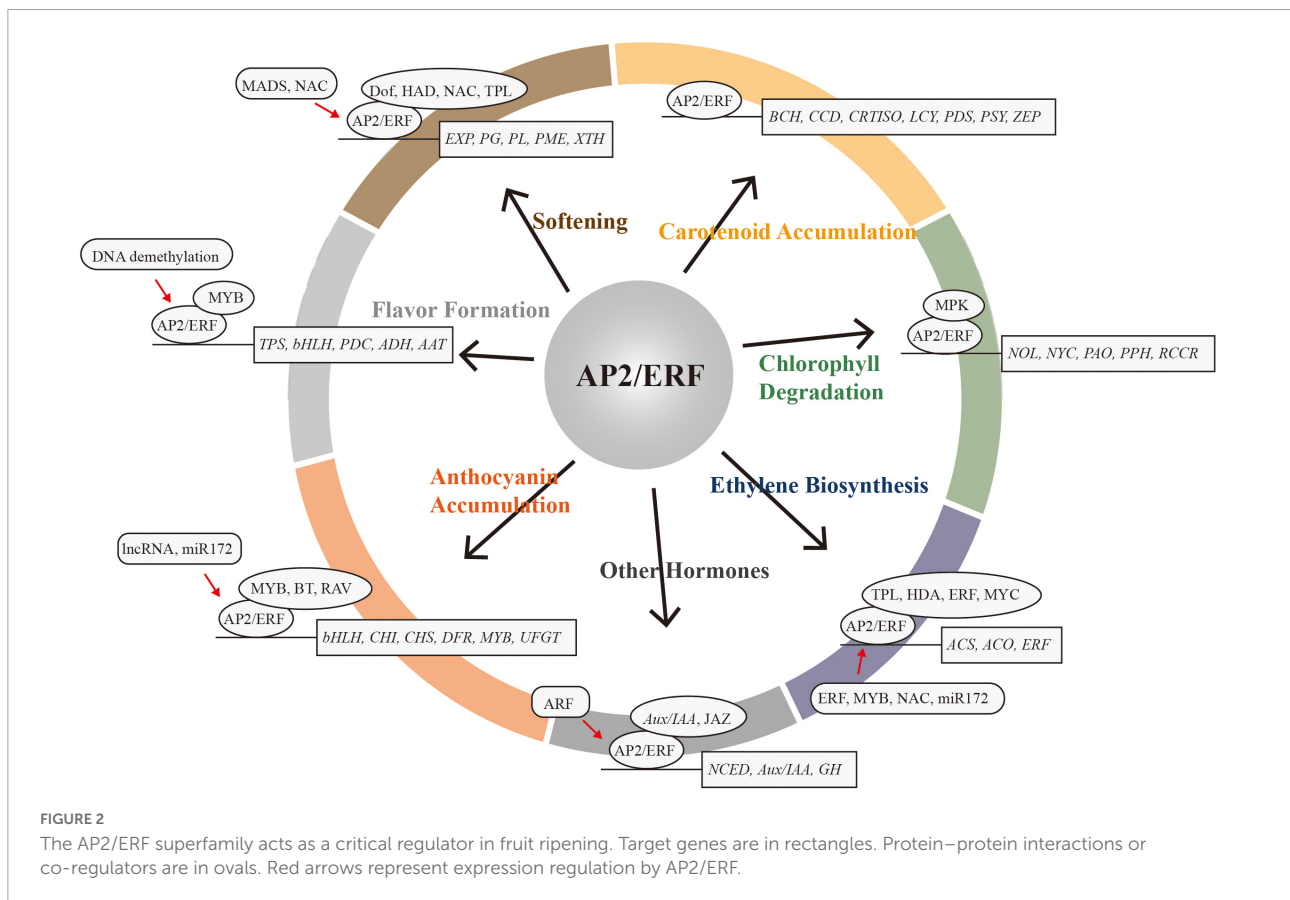 MADS, NAC
Dof, HAD, NAC, TPL
AP2/ERF
EXP, PG, PL, PME, XTH
AP2/ERF
BCH, CCD, CRTISO, LCY, PDS, PSY, ZEP
Softening
Carotenoid Accumulation
DNA demethylation
MYB
AP2/ERF
TPS, bHLH, PDC, ADH, AAT
Flavor Formation
MPK
AP2/ERF
NOL, NYC, PAO, PPH, RCCR
AP2/ERF
Chlorophyll
Degradation
Anthocyanin
Accumulation
Ethylene Biosynthesis
lncRNA, miR172
MYB, BT, RAV
AP2/ERF
bHLH, CHI, CHS, DFR, MYB, UFGT
Other Hormones
TPL, HDA, ERF, MYC
AP2/ERF
ACS, ACO, ERF
ERF, MYB, NAC, miR172
ARF
Aux/IAA, JAZ
AP2/ERF
NCED, Aux/IAA, GH
FIGURE 2
The AP2/ERF superfamily acts as a critical regulator in fruit ripening. Target genes are in rectangles. Protein–protein interactions or
co-regulators are in ovals. Red arrows represent expression regulation by AP2/ERF.